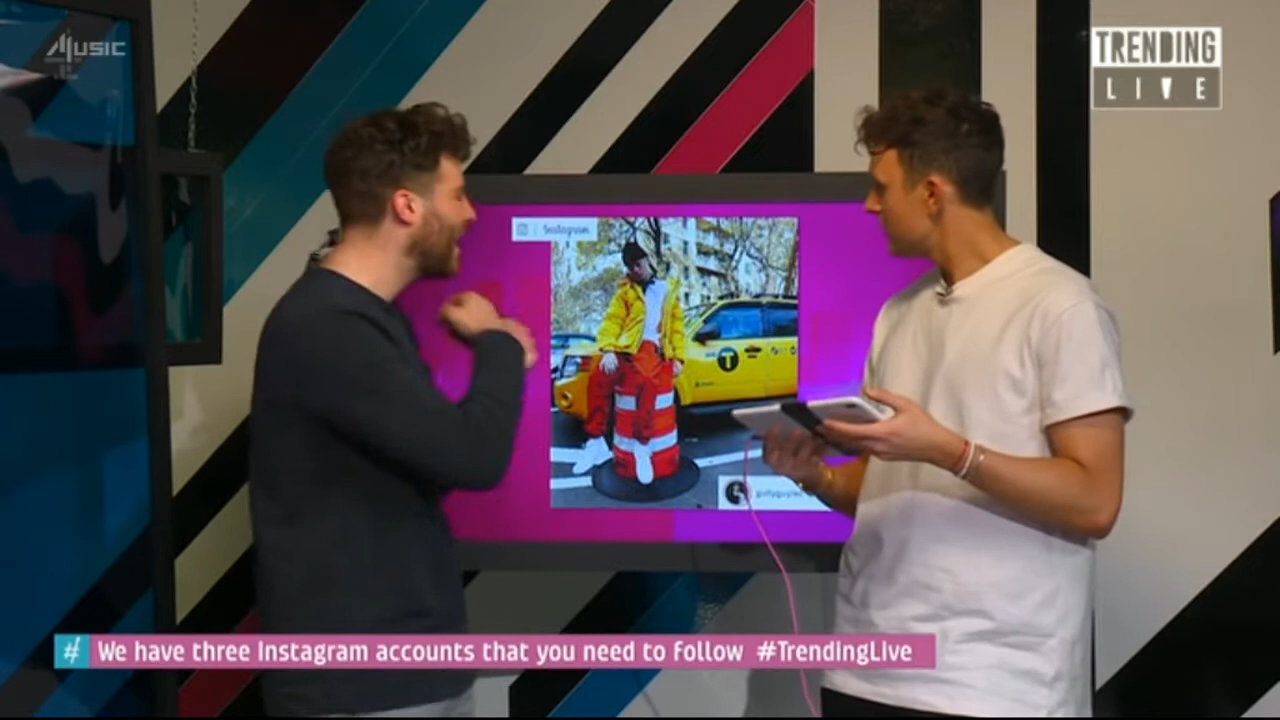 4MUSIC
TRENDING
LIVE
Instagram
T
# We have three Instagram accounts that you need to follow #TrendingLive